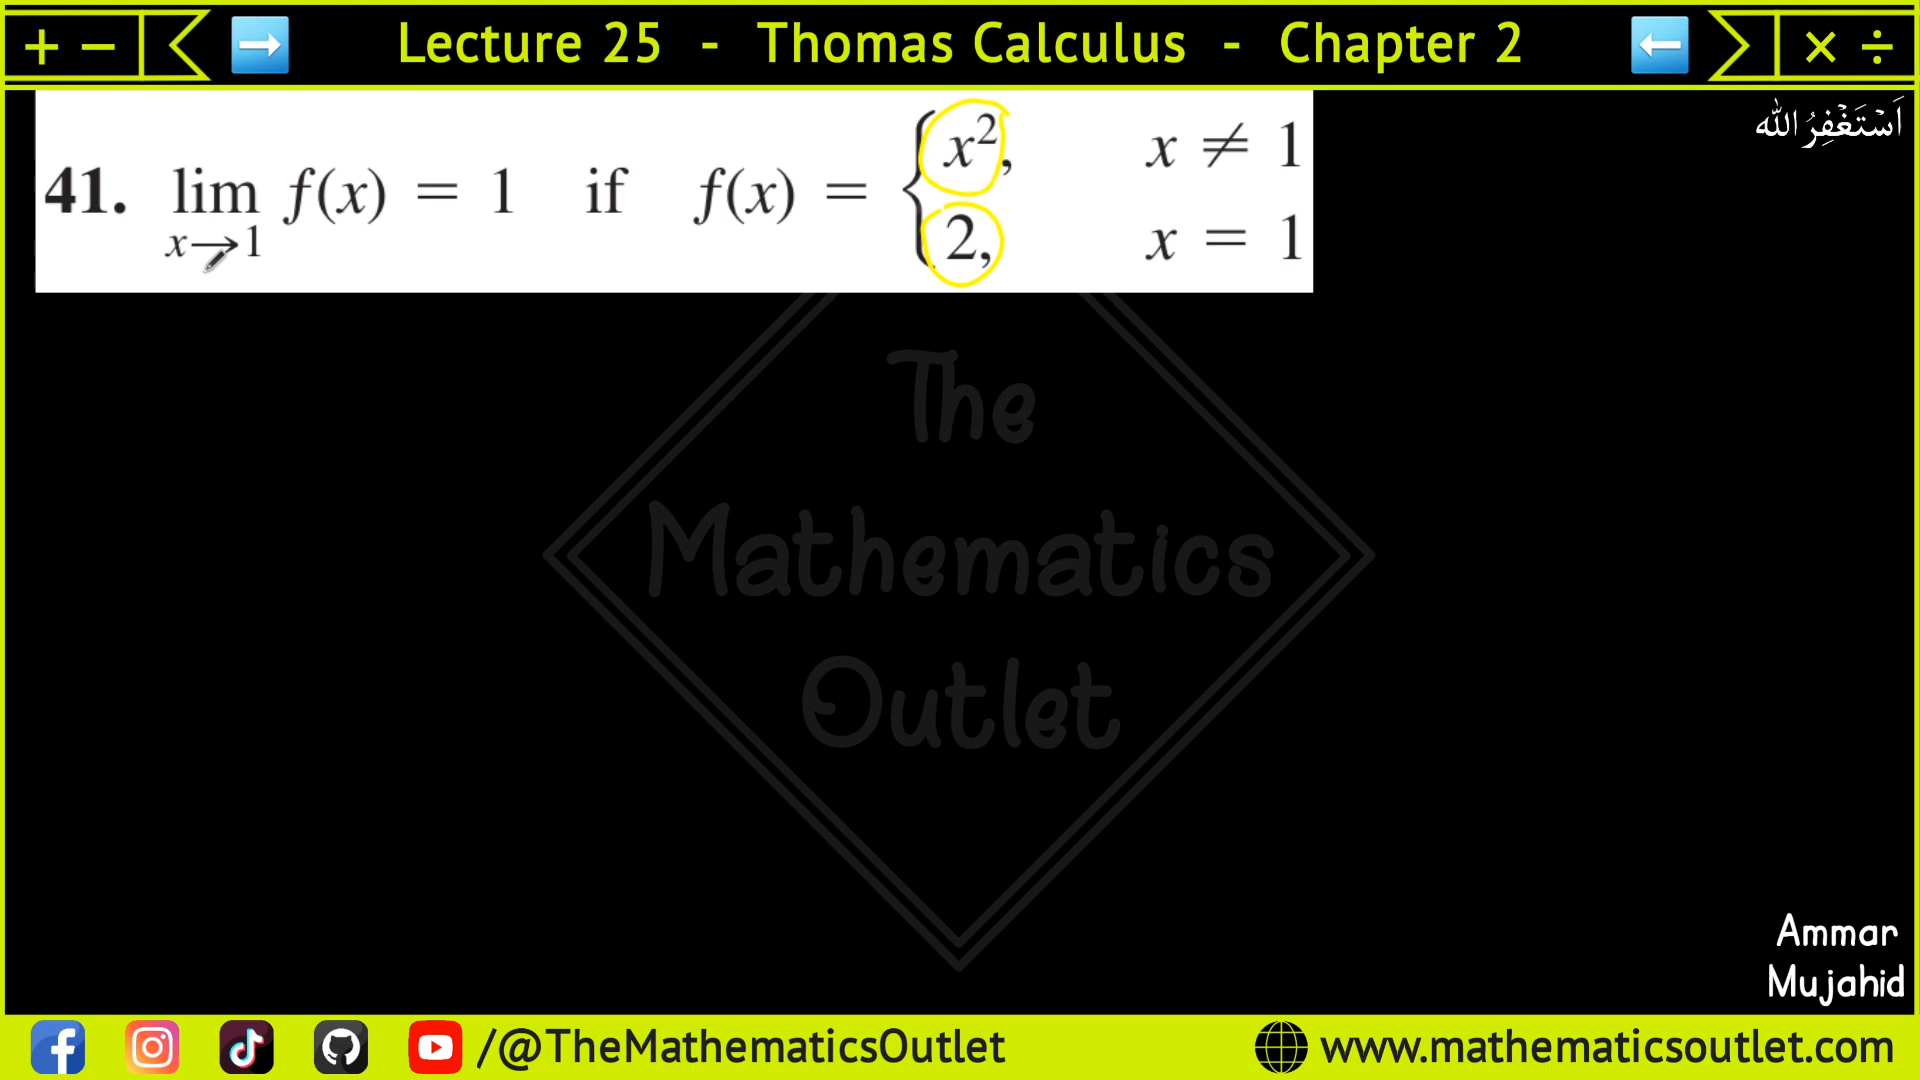 + − Lecture 25 - Thomas Calculus - Chapter 2 × ÷
اَسْتَغْفِرُ اللّٰه
41. lim f(x) = 1 if f(x) = { x², x ≠ 1
x→1 2, x = 1
The
Mathematics
Outlet
Ammar
Mujahid
/@TheMathematicsOutlet www.mathematicsoutlet.com